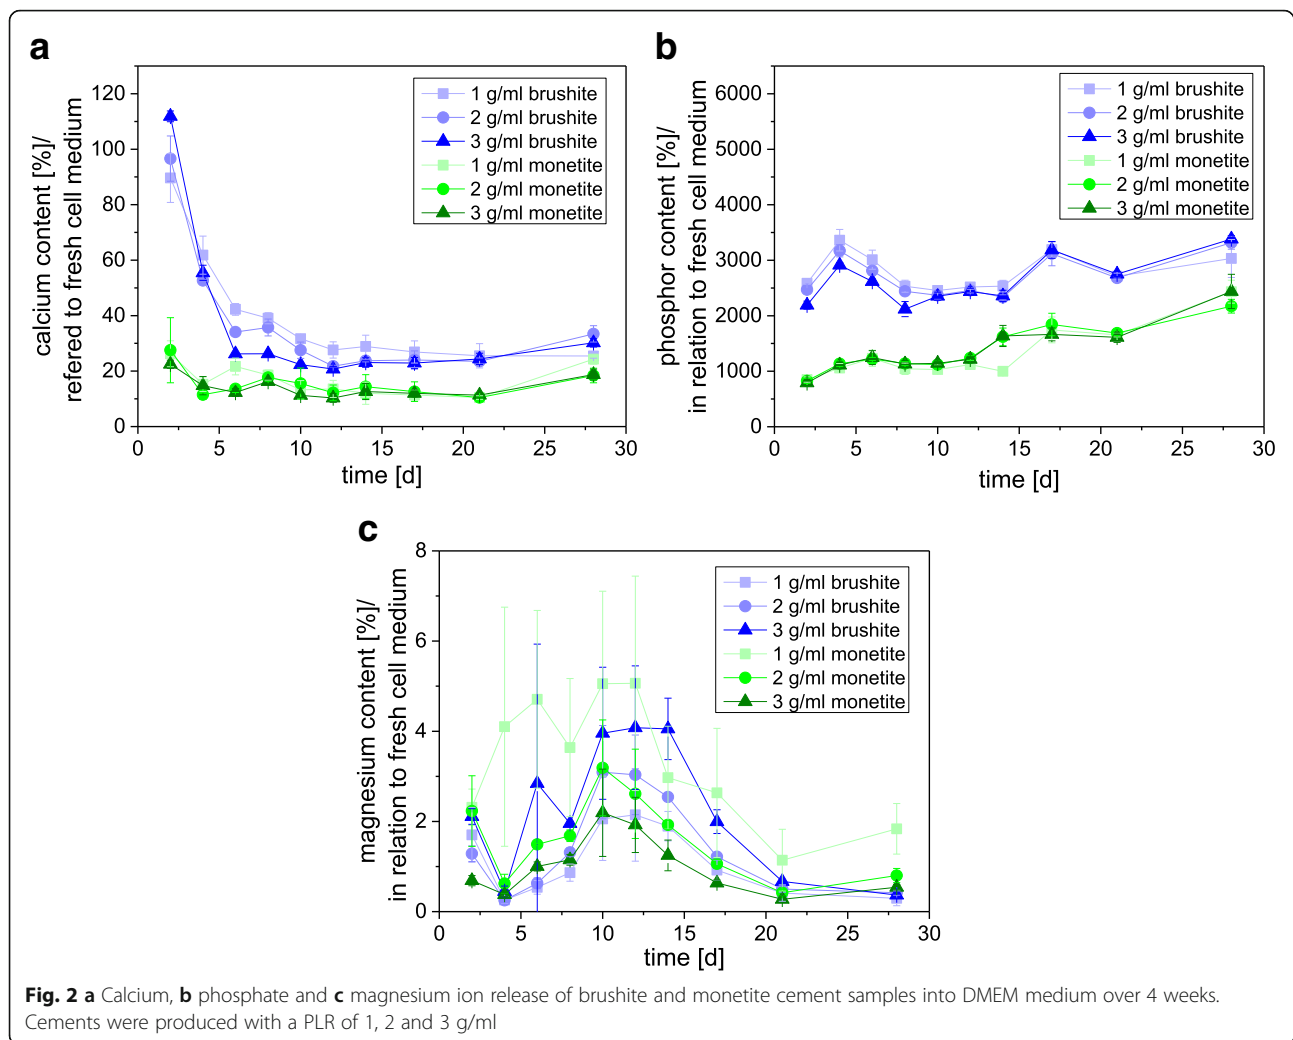 a
120
100
80
60
40
20
0
calcium content [%]/
refered to fresh cell medium
1 g/ml brushite
2 g/ml brushite
3 g/ml brushite
1 g/ml monetite
2 g/ml monetite
3 g/ml monetite
0 5 10 15 20 25 30
time [d]
b
6000
5000
4000
3000
2000
1000
0
phosphor content [%]/
in relation to fresh cell medium
1 g/ml brushite
2 g/ml brushite
3 g/ml brushite
1 g/ml monetite
2 g/ml monetite
3 g/ml monetite
0 5 10 15 20 25 30
time [d]
c
8
6
4
2
0
magnesium content [%]/
in relation to fresh cell medium
1 g/ml brushite
2 g/ml brushite
3 g/ml brushite
1 g/ml monetite
2 g/ml monetite
3 g/ml monetite
0 5 10 15 20 25 30
time [d]
Fig. 2 a Calcium, b phosphate and c magnesium ion release of brushite and monetite cement samples into DMEM medium over 4 weeks.
Cements were produced with a PLR of 1, 2 and 3 g/ml